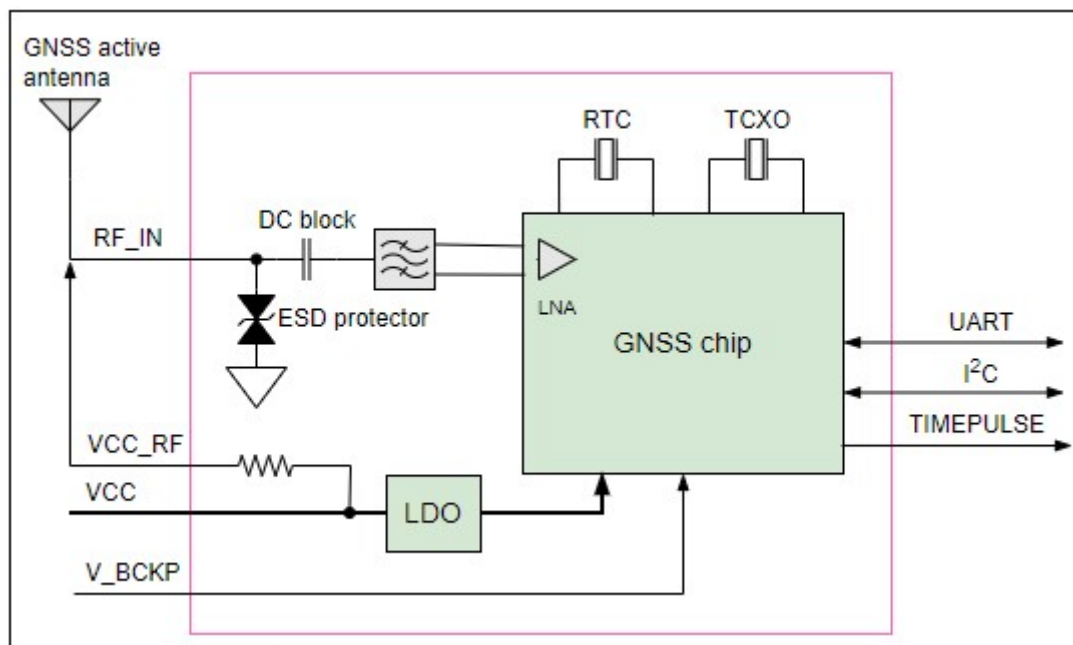 GNSS active
antenna
RTC
TCXO
DC block
RF_IN
LNA
ESD protector
GNSS chip
UART
I²C
TIMEPULSE
VCC_RF
VCC
LDO
V_BCKP